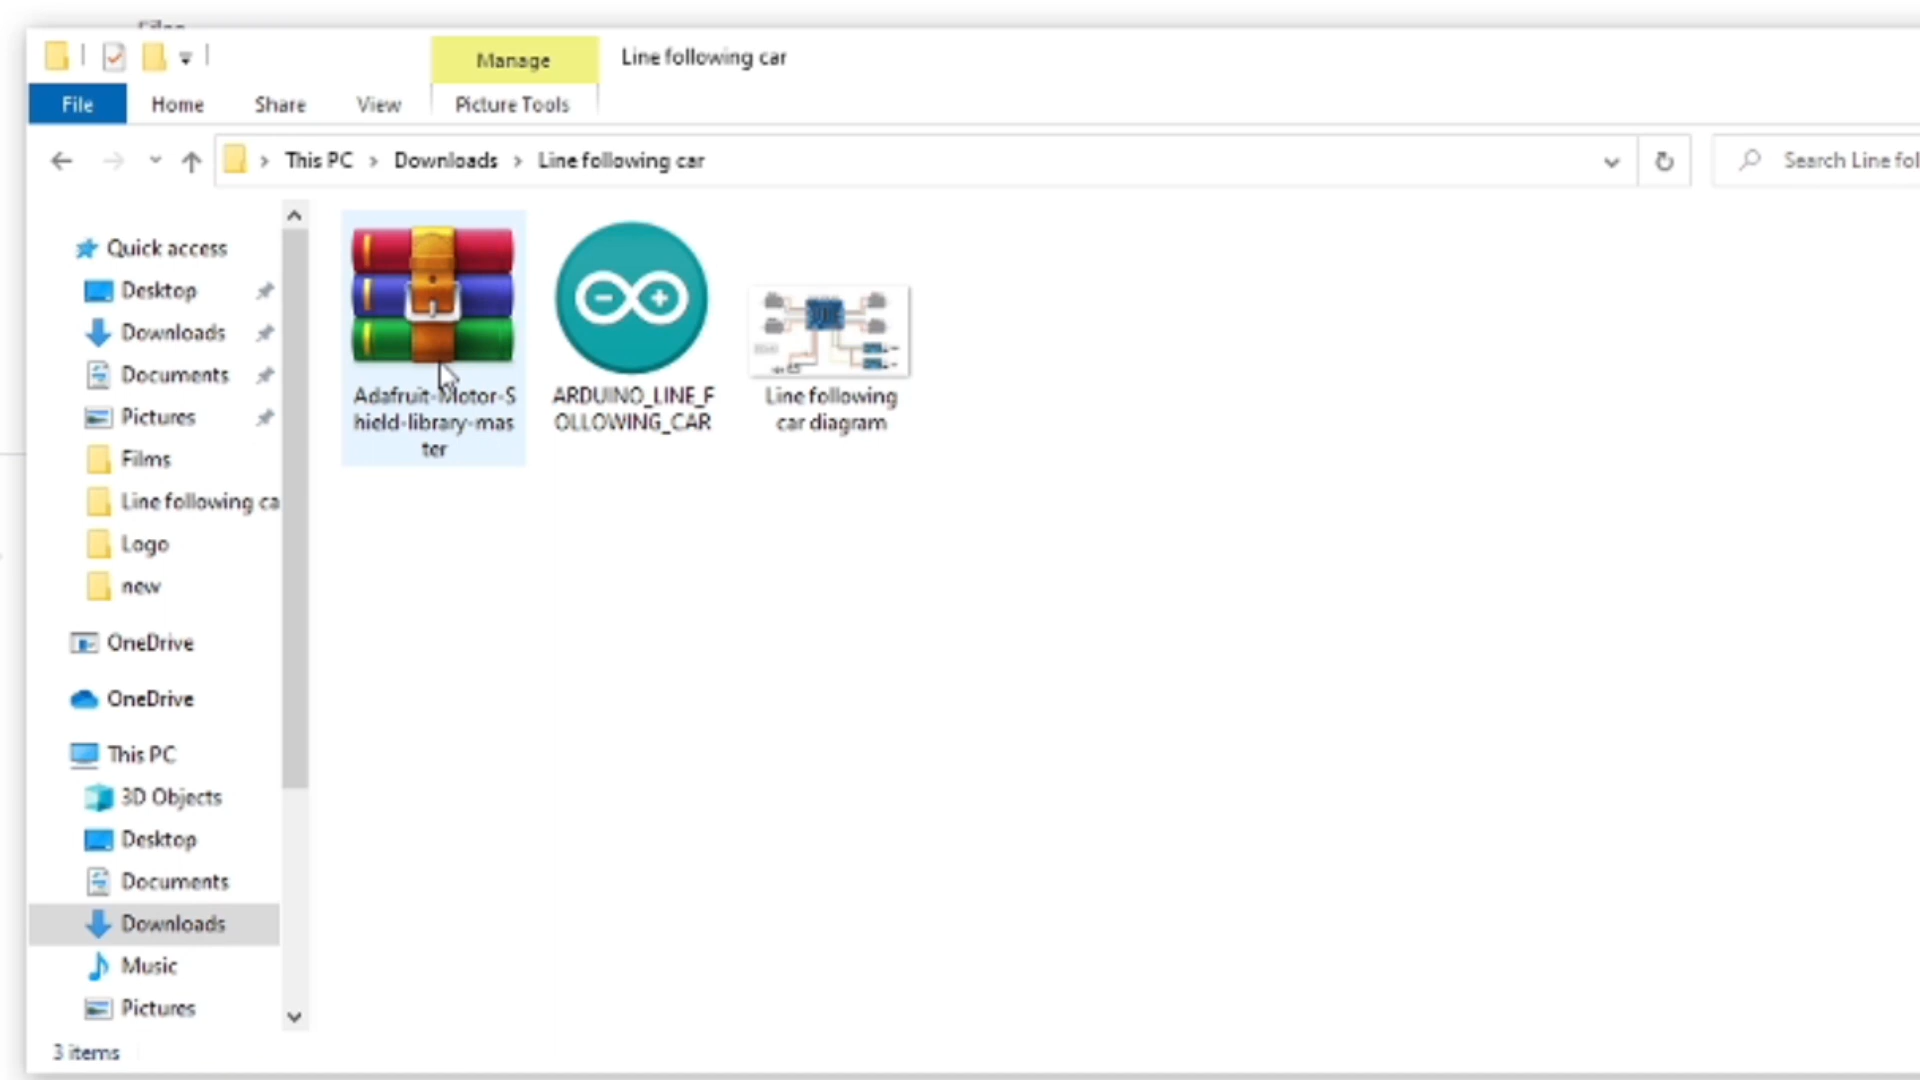 Manage
Line following car
File
Home
Share
View
Picture Tools
This PC
Downloads
Line following car
Search Line fol
Quick access
Desktop
Downloads
Documents
Pictures
Films
Line following ca
Logo
new
OneDrive
OneDrive
This PC
3D Objects
Desktop
Documents
Downloads
Music
Pictures
Adafruit-Motor-S
hield-library-mas
ter
ARDUINO_LINE_F
OLLOWING_CAR
Line following
car diagram
3 items